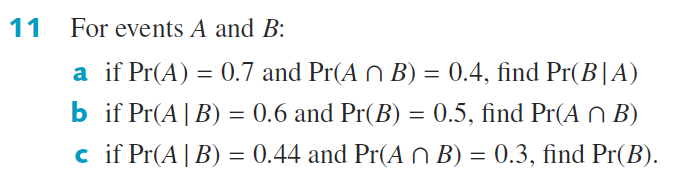 11 For events A and B:
a if Pr(A) = 0.7 and Pr(A ∩ B) = 0.4, find Pr(B | A)
b if Pr(A | B) = 0.6 and Pr(B) = 0.5, find Pr(A ∩ B)
c if Pr(A | B) = 0.44 and Pr(A ∩ B) = 0.3, find Pr(B).